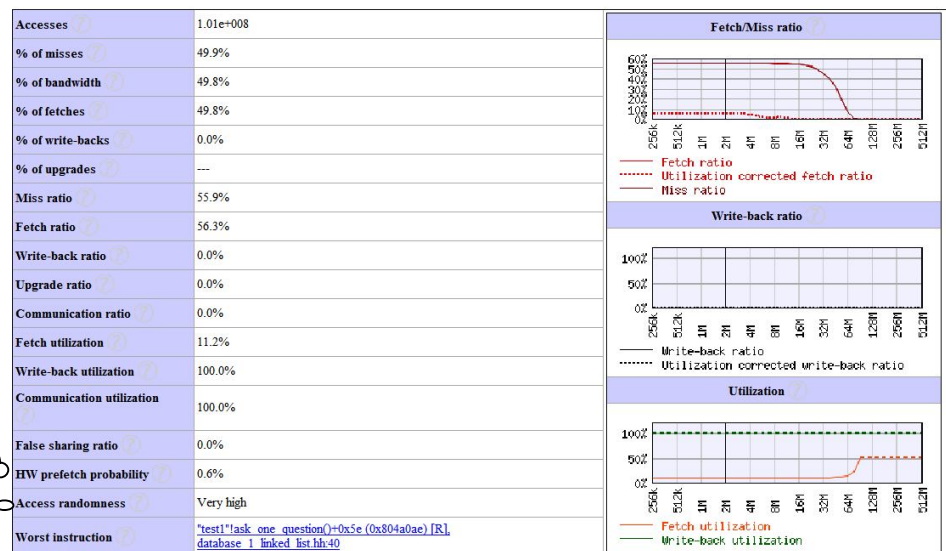 Accesses ? 1.01e+008
% of misses ? 49.9%
% of bandwidth ? 49.8%
% of fetches ? 49.8%
% of write-backs ? 0.0%
% of upgrades ? ---
Miss ratio ? 55.9%
Fetch ratio ? 56.3%
Write-back ratio ? 0.0%
Upgrade ratio ? 0.0%
Communication ratio ? 0.0%
Fetch utilization ? 11.2%
Write-back utilization ? 100.0%
Communication utilization
? 100.0%
False sharing ratio ? 0.0%
HW prefetch probability ? 0.6%
Access randomness ? Very high
Worst instruction ? "test1"!ask_one_question()+0x5e (0x804a0ae) [R],
database_1_linked_list.hh:40
Fetch/Miss ratio ?
60%
50%
40%
30%
20%
10%
0%
256k 512k 1M 2M 4M 8M 16M 32M 64M 128M 256M 512M
Fetch ratio
Utilization corrected fetch ratio
Miss ratio
Write-back ratio ?
100%
50%
0%
256k 512k 1M 2M 4M 8M 16M 32M 64M 128M 256M 512M
Write-back ratio
Utilization corrected write-back ratio
Utilization ?
100%
50%
0%
256k 512k 1M 2M 4M 8M 16M 32M 64M 128M 256M 512M
Fetch utilization
Write-back utilization